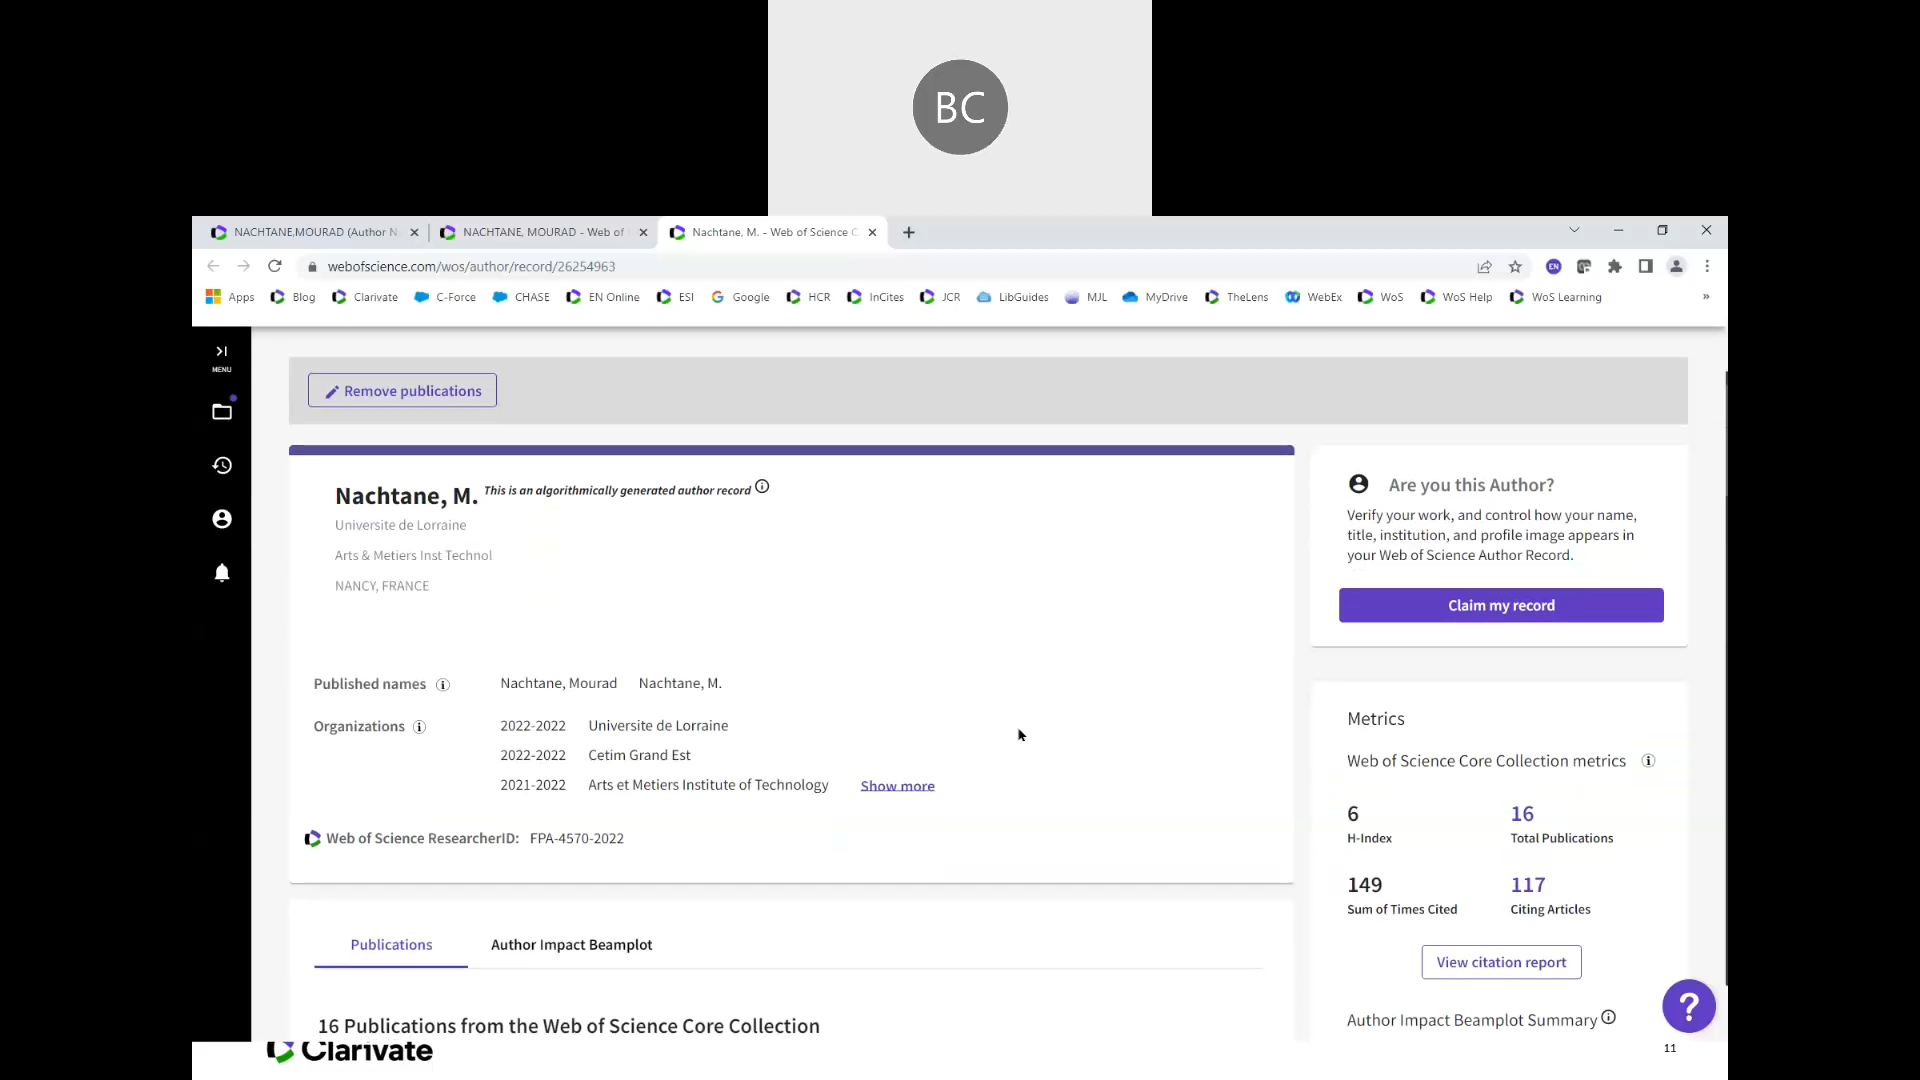 BC
NACHTANE,MOURAD (Author N
NACHTANE, MOURAD - Web of
Nachtane, M. - Web of Science C
webofscience.com/wos/author/record/26254963
EN
Apps Blog Clarivate C-Force CHASE EN Online ESI Google HCR InCites JCR LibGuides MJL MyDrive TheLens WebEx WoS WoS Help WoS Learning »
MENU
Remove publications
Nachtane, M. This is an algorithmically generated author record
Universite de Lorraine
Arts & Metiers Inst Technol
NANCY, FRANCE
Published names Nachtane, Mourad Nachtane, M.
Organizations 2022-2022 Universite de Lorraine
2022-2022 Cetim Grand Est
2021-2022 Arts et Metiers Institute of Technology Show more
Web of Science ResearcherID: FPA-4570-2022
Publications Author Impact Beamplot
16 Publications from the Web of Science Core Collection
Are you this Author?
Verify your work, and control how your name,
title, institution, and profile image appears in
your Web of Science Author Record.
Claim my record
Metrics
Web of Science Core Collection metrics
6 16
H-Index Total Publications
149 117
Sum of Times Cited Citing Articles
View citation report
Author Impact Beamplot Summary
?
Clarivate
11